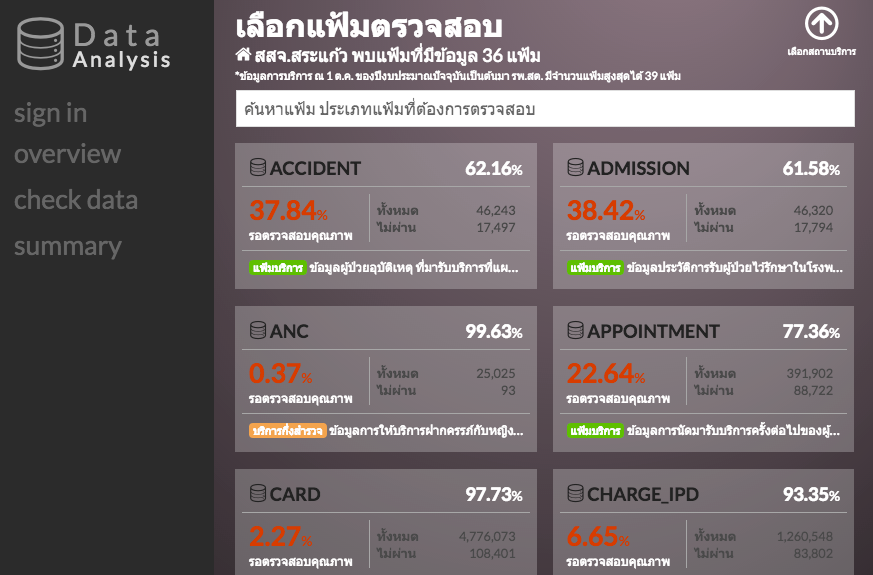 Data
Analysis
sign in
overview
check data
summary
เลือกแฟ้มตรวจสอบ
สสจ.สระแก้ว พบแฟ้มที่มีข้อมูล 36 แฟ้ม
*ข้อมูลการบริการ ณ 1 ต.ค. ของปีงบประมาณปัจจุบันเป็นต้นมา รพ.สต. มีจำนวนแฟ้มสูงสุดได้ 39 แฟ้ม
เลือกสถานบริการ
ค้นหาแฟ้ม ประเภทแฟ้มที่ต้องการตรวจสอบ
ACCIDENT 62.16%
37.84%
รอตรวจสอบคุณภาพ
ทั้งหมด 46,243
ไม่ผ่าน 17,497
แฟ้มบริการ ข้อมูลผู้ป่วยอุบัติเหตุ ที่มารับบริการที่แผ...
ADMISSION 61.58%
38.42%
รอตรวจสอบคุณภาพ
ทั้งหมด 46,320
ไม่ผ่าน 17,794
แฟ้มบริการ ข้อมูลประวัติการรับผู้ป่วยไว้รักษาในโรงพ...
ANC 99.63%
0.37%
รอตรวจสอบคุณภาพ
ทั้งหมด 25,025
ไม่ผ่าน 93
บริการกึ่งสำรวจ ข้อมูลการให้บริการฝากครรภ์กับหญิง...
APPOINTMENT 77.36%
22.64%
รอตรวจสอบคุณภาพ
ทั้งหมด 391,902
ไม่ผ่าน 88,722
แฟ้มบริการ ข้อมูลการนัดมารับบริการครั้งต่อไปของผู้...
CARD 97.73%
2.27%
รอตรวจสอบคุณภาพ
ทั้งหมด 4,776,073
ไม่ผ่าน 108,401
CHARGE_IPD 93.35%
6.65%
รอตรวจสอบคุณภาพ
ทั้งหมด 1,260,548
ไม่ผ่าน 83,802